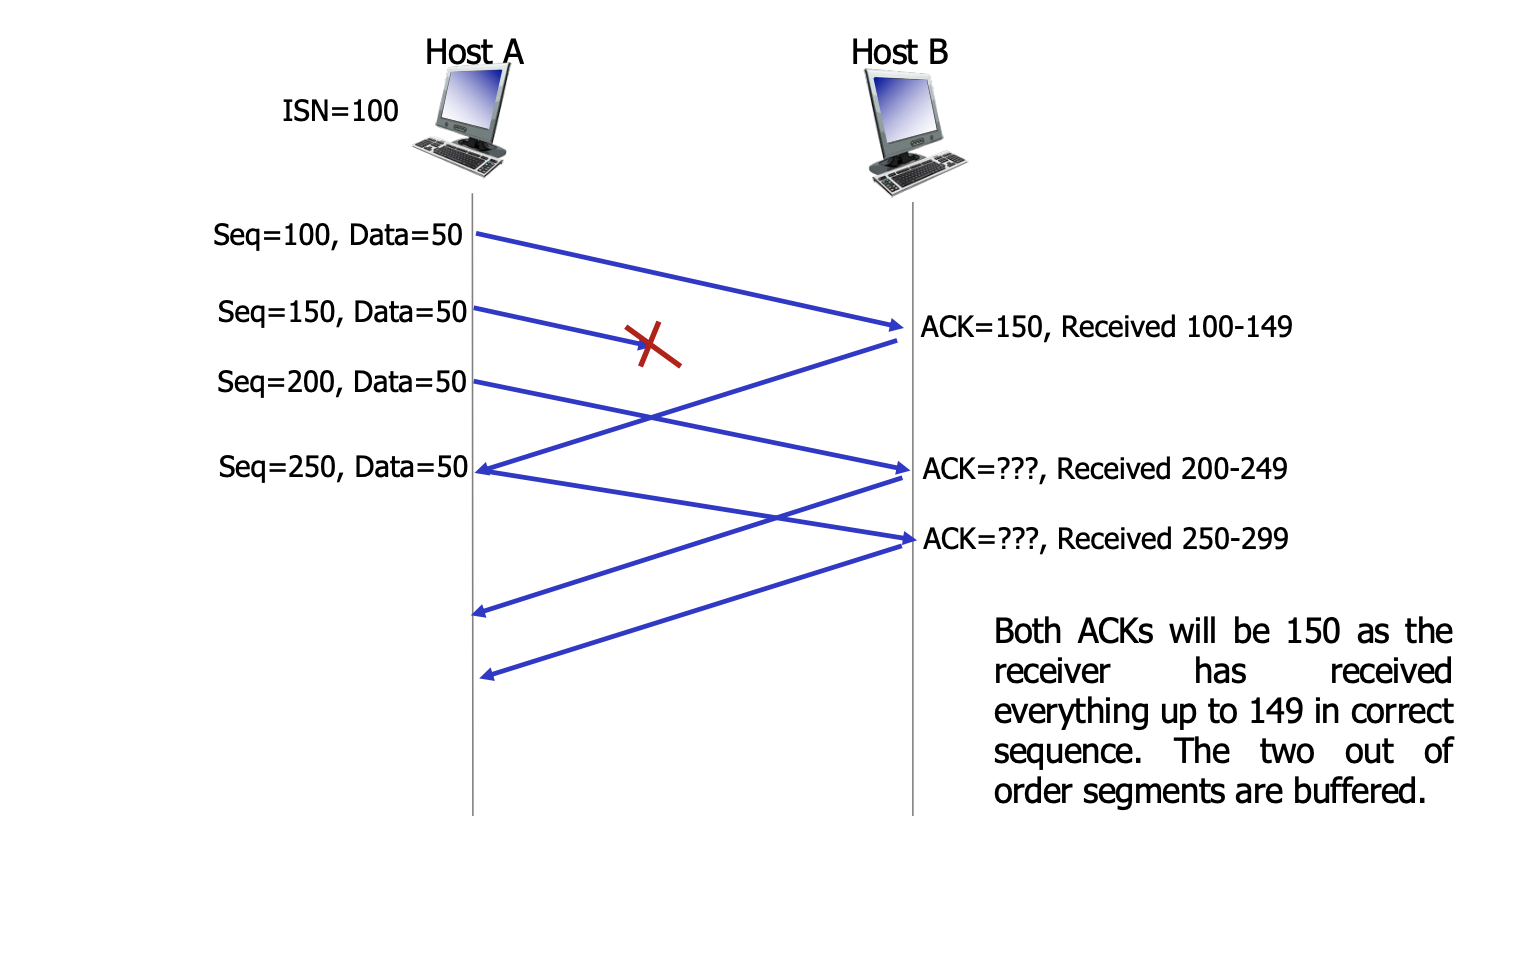 Host A
Host B
ISN=100
Seq=100, Data=50
Seq=150, Data=50
ACK=150, Received 100-149
Seq=200, Data=50
Seq=250, Data=50
ACK=???, Received 200-249
ACK=???, Received 250-299
Both ACKs will be 150 as the
receiver has received
everything up to 149 in correct
sequence. The two out of
order segments are buffered.